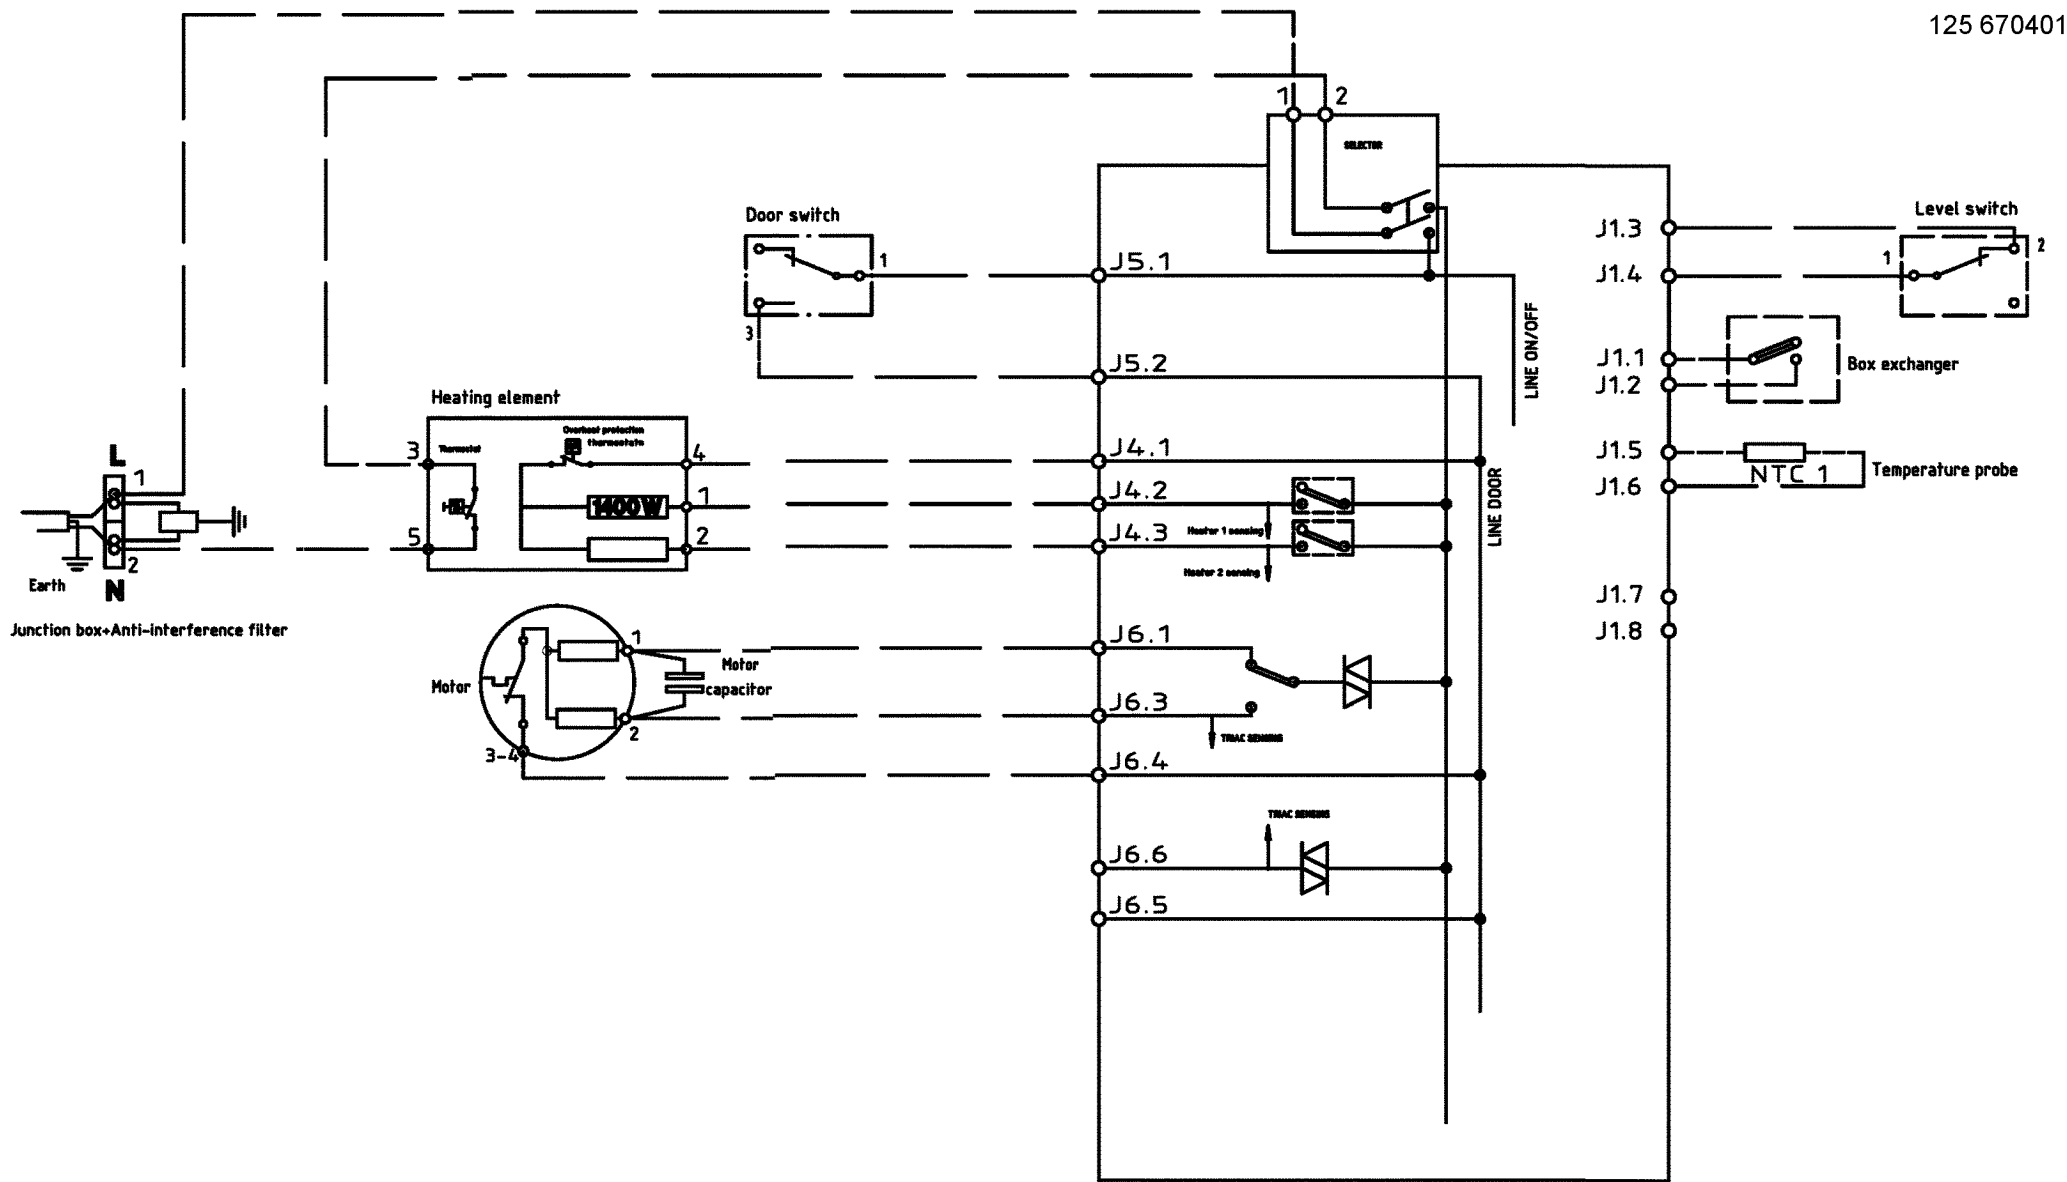 125 670401
1 2
SELECTOR
Door switch
1
3
J5.1
J5.2
LINE ON/OFF
LINE DOOR
J1.3
J1.4
Level switch
1
2
J1.1
J1.2
Box exchanger
J1.5
J1.6
NTC 1
Temperature probe
J1.7
J1.8
Heating element
3
Thermostat
Overheat protection
4
1400W
1
5
2
J4.1
J4.2
Heater 1 sensing
J4.3
Heater 2 sensing
L
1
2
N
Earth
Junction box+Anti-interference filter
Motor
1
2
3-4
Motor
capacitor
J6.1
J6.3
TRIAC SENSING
J6.4
TRIAC SENSING
J6.6
J6.5